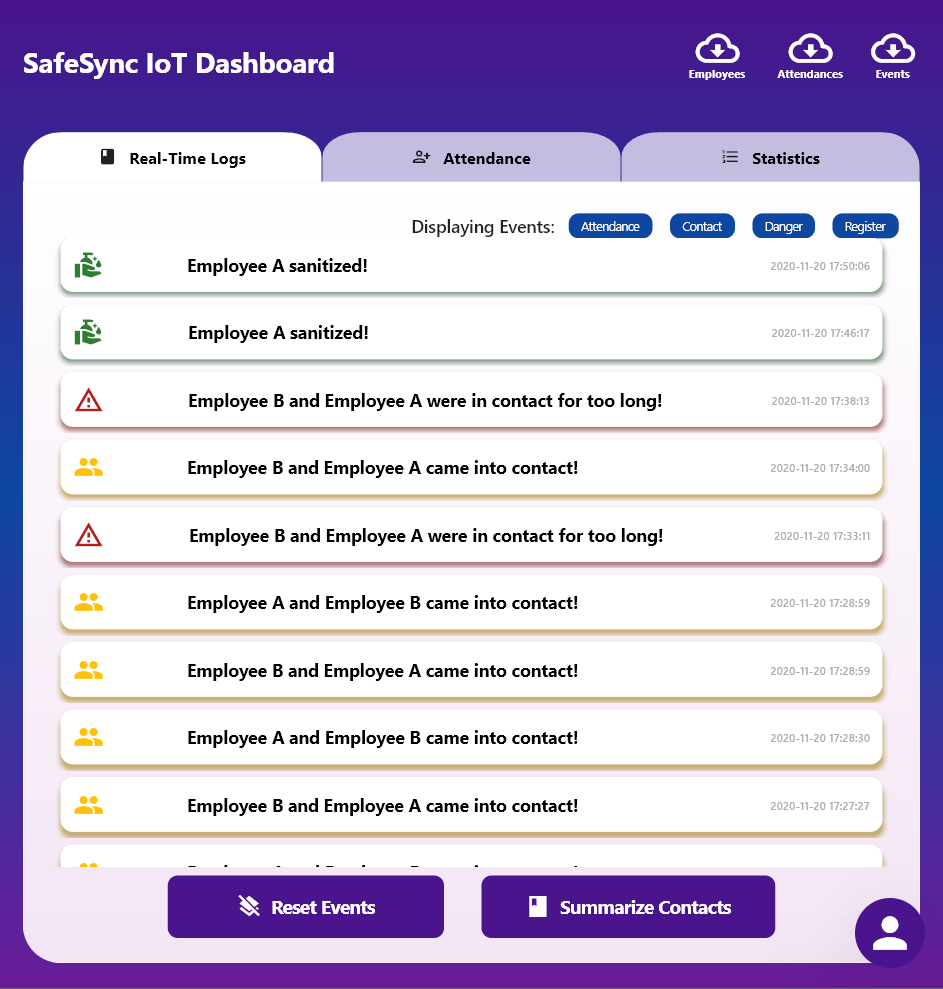 SafeSync IoT Dashboard
Employees
Attendances
Events
Real-Time Logs
Attendance
Statistics
Displaying Events:
Attendance
Contact
Danger
Register
Employee A sanitized!
2020-11-20 17:50:06
Employee A sanitized!
2020-11-20 17:46:17
Employee B and Employee A were in contact for too long!
2020-11-20 17:38:13
Employee B and Employee A came into contact!
2020-11-20 17:34:00
Employee B and Employee A were in contact for too long!
2020-11-20 17:33:11
Employee A and Employee B came into contact!
2020-11-20 17:28:59
Employee B and Employee A came into contact!
2020-11-20 17:28:59
Employee A and Employee B came into contact!
2020-11-20 17:28:30
Employee B and Employee A came into contact!
2020-11-20 17:27:27
Reset Events
Summarize Contacts